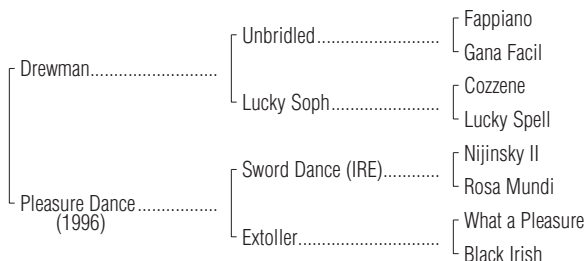 Fappiano
Unbridled
Gana Facil
Drewman
Cozzene
Lucky Soph
Lucky Spell
Nijinsky II
Sword Dance (IRE)
Rosa Mundi
Pleasure Dance
(1996)
What a Pleasure
Extoller
Black Irish